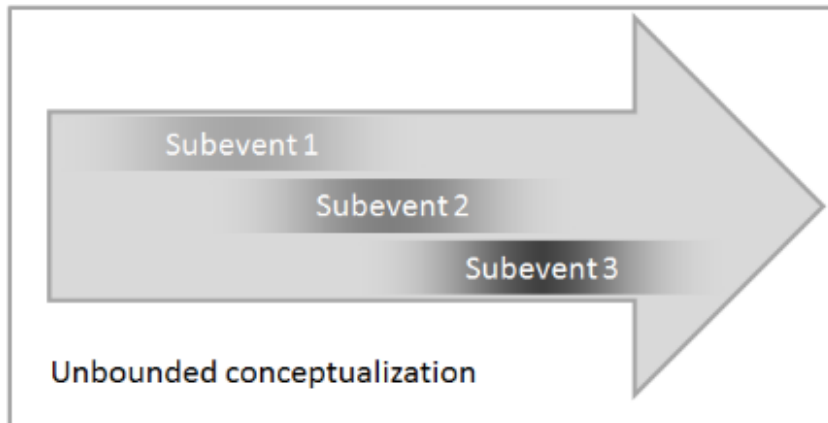 Subevent 1
Subevent 2
Subevent 3
Unbounded conceptualization